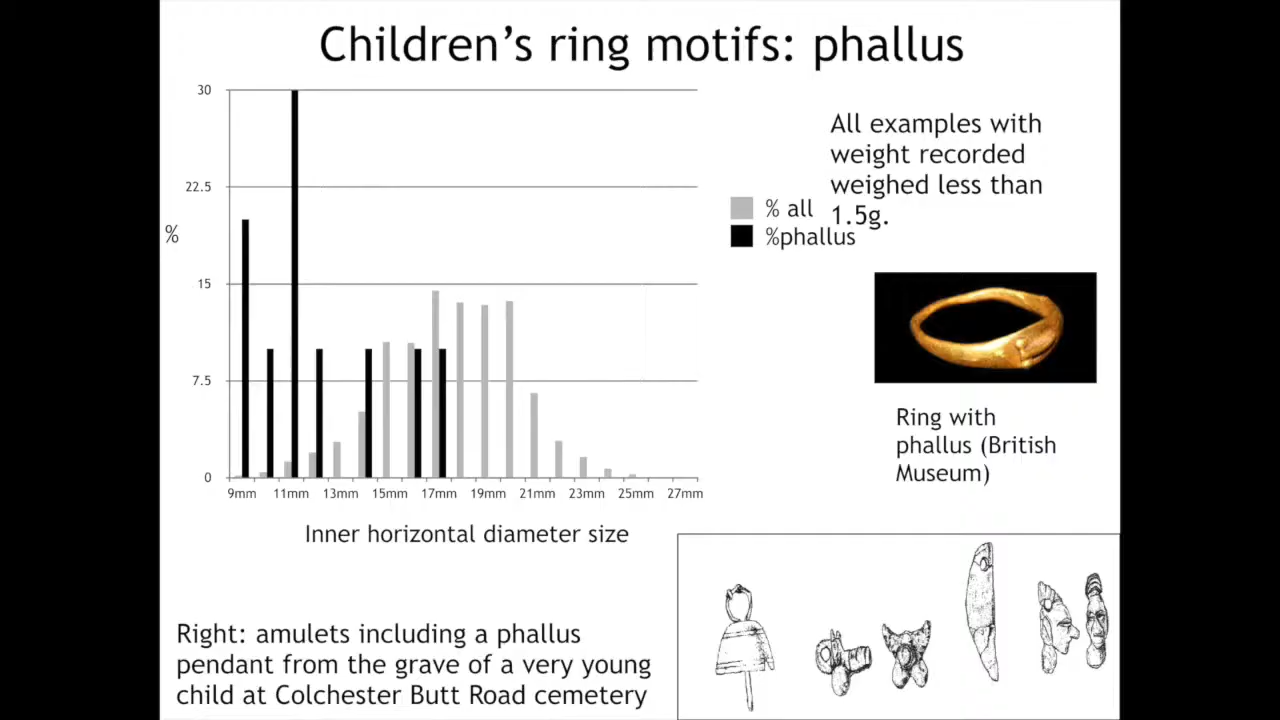 Children's ring motifs: phallus
30
22.5
15
7.5
0
%
9mm 11mm 13mm 15mm 17mm 19mm 21mm 23mm 25mm 27mm
Inner horizontal diameter size
% all
%phallus
All examples with
weight recorded
weighed less than
1.5g.
Ring with
phallus (British
Museum)
Right: amulets including a phallus
pendant from the grave of a very young
child at Colchester Butt Road cemetery